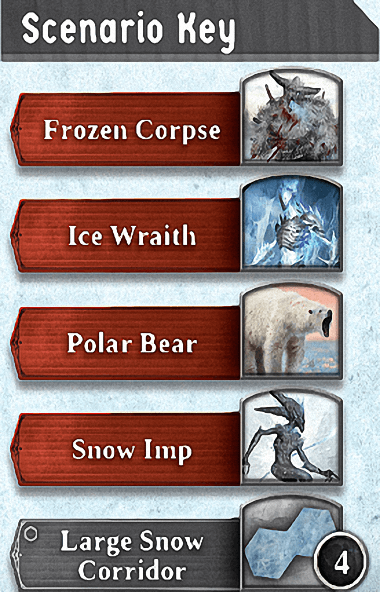 Scenario Key
Frozen Corpse
Ice Wraith
Polar Bear
Snow Imp
Large Snow
Corridor
4